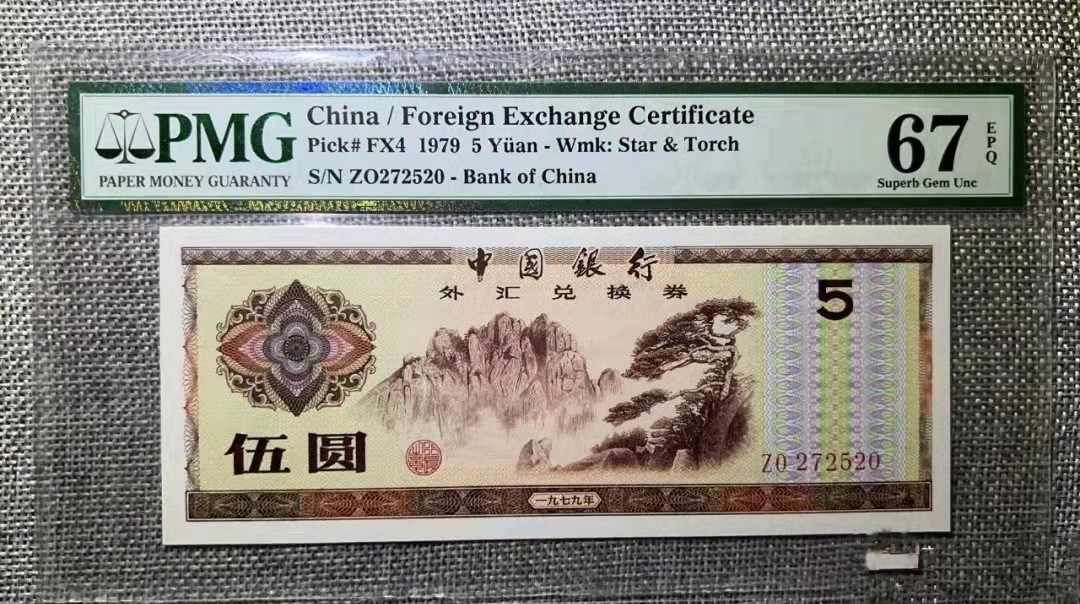 PMG
PAPER MONEY GUARANTY
China / Foreign Exchange Certificate
Pick# FX4 1979 5 Yüan - Wmk: Star & Torch
S/N ZO272520 - Bank of China
67
EPQ
Superb Gem Unc
中國銀行
外汇兑换券
5
伍圆
ZO 272520
一九七九年